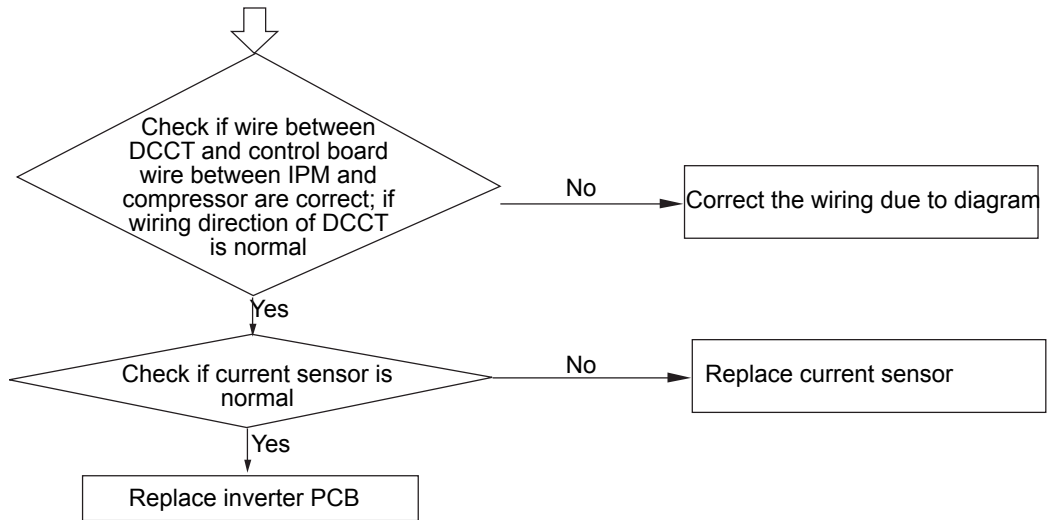 Check if wire between
DCCT and control board
wire between IPM and
compressor are correct; if
wiring direction of DCCT
is normal
No
Correct the wiring due to diagram
Yes
Check if current sensor is
normal
No
Replace current sensor
Yes
Replace inverter PCB